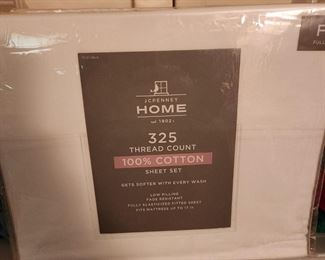 F
FULL
JCPENNEY
HOME
est. 1902
325
THREAD COUNT
100% COTTON
SHEET SET
GETS SOFTER WITH EVERY WASH
LOW PILLING
FADE RESISTANT
FULLY ELASTICIZED FITTED SHEET
FITS MATTRESS UP TO 17 in.